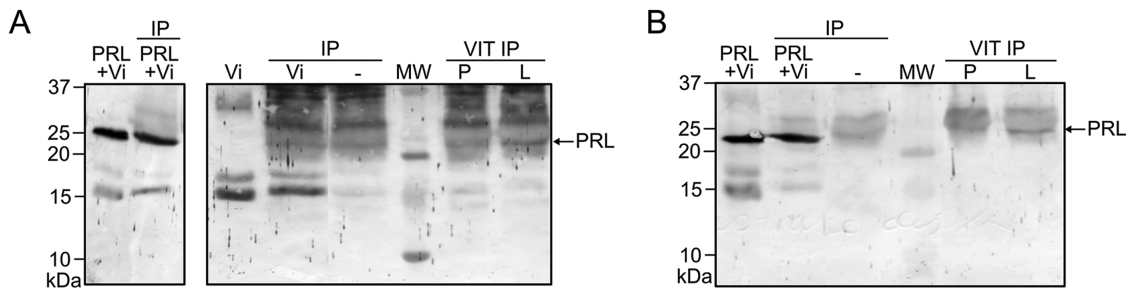 A
B
IP
PRL
+Vi
PRL
+Vi
IP
VIT IP
Vi
Vi
-
MW
P
L
37
25
20
15
10
kDa
PRL
IP
VIT IP
PRL
+Vi
PRL
+Vi
-
MW
P
L
37
25
20
15
10
kDa
PRL